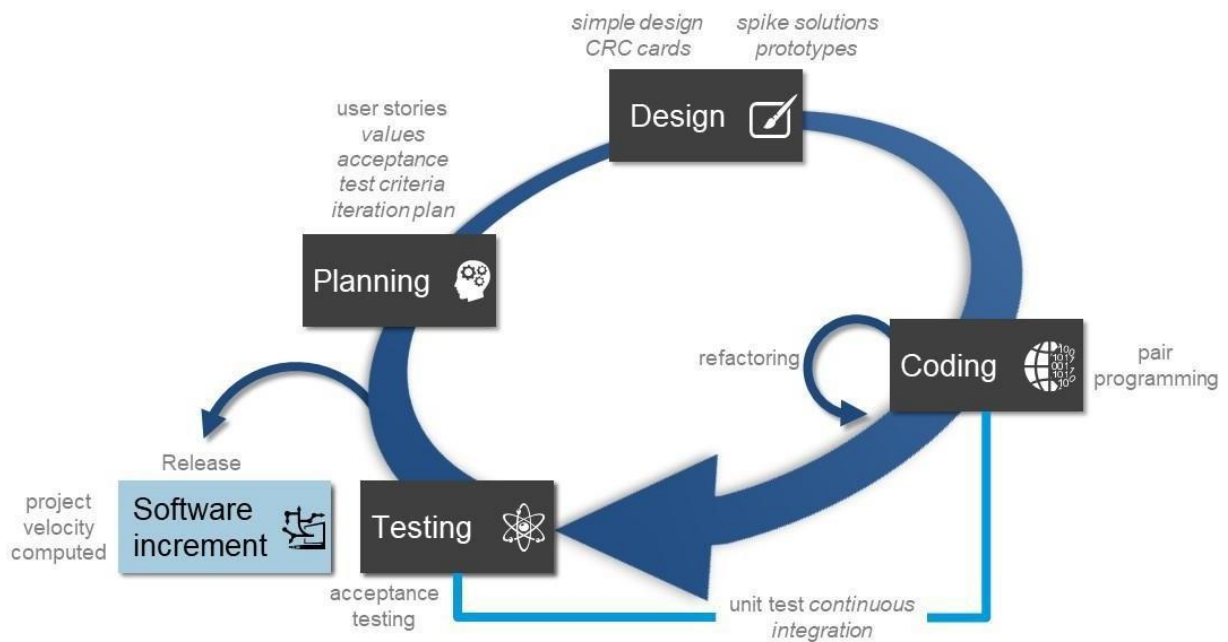 simple design
CRC cards
spike solutions
prototypes
Design
user stories
values
acceptance
test criteria
iteration plan
Planning
refactoring
Coding
pair
programming
Release
project
velocity
computed
Software
increment
Testing
acceptance
testing
unit test continuous
integration